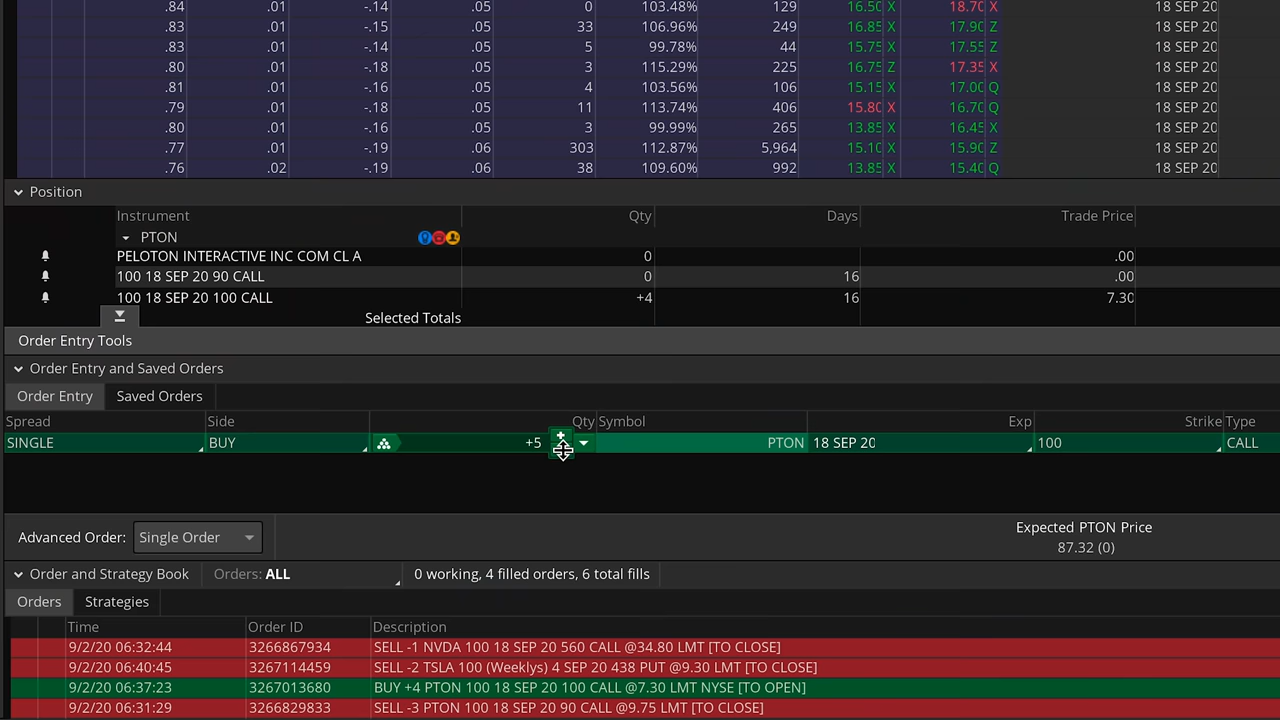 .84 .01 -.14 .05 0 103.48% 129 16.50 X 18.70 X 18 SEP 20
.83 .01 -.15 .05 33 106.96% 249 16.85 X 17.90 Z 18 SEP 20
.83 .01 -.14 .05 5 99.78% 44 15.75 X 17.55 Z 18 SEP 20
.80 .01 -.18 .05 3 115.29% 225 16.75 Z 17.35 X 18 SEP 20
.81 .01 -.16 .05 4 103.56% 106 15.15 X 17.00 Q 18 SEP 20
.79 .01 -.18 .05 11 113.74% 406 15.80 X 16.70 Q 18 SEP 20
.80 .01 -.16 .05 3 99.99% 265 13.85 X 16.45 X 18 SEP 20
.77 .01 -.19 .06 303 112.87% 5,964 15.10 X 15.90 Z 18 SEP 20
.76 .02 -.19 .06 38 109.60% 992 13.85 X 15.40 Q 18 SEP 20
Position
Instrument Qty Days Trade Price
PTON
PELOTON INTERACTIVE INC COM CL A 0 .00
100 18 SEP 20 90 CALL 0 16 .00
100 18 SEP 20 100 CALL +4 16 7.30
Selected Totals
Order Entry Tools
Order Entry and Saved Orders
Order Entry Saved Orders
Spread Side Qty Symbol Exp Strike Type
SINGLE BUY +5 PTON 18 SEP 20 100 CALL
Advanced Order: Single Order
Expected PTON Price
87.32 (0)
Order and Strategy Book Orders: ALL 0 working, 4 filled orders, 6 total fills
Orders Strategies
Time Order ID Description
9/2/20 06:32:44 3266867934 SELL -1 NVDA 100 18 SEP 20 560 CALL @34.80 LMT [TO CLOSE]
9/2/20 06:40:45 3267114459 SELL -2 TSLA 100 (Weeklys) 4 SEP 20 438 PUT @9.30 LMT [TO CLOSE]
9/2/20 06:37:23 3267013680 BUY +4 PTON 100 18 SEP 20 100 CALL @7.30 LMT NYSE [TO OPEN]
9/2/20 06:31:29 3266829833 SELL -3 PTON 100 18 SEP 20 90 CALL @9.75 LMT [TO CLOSE]